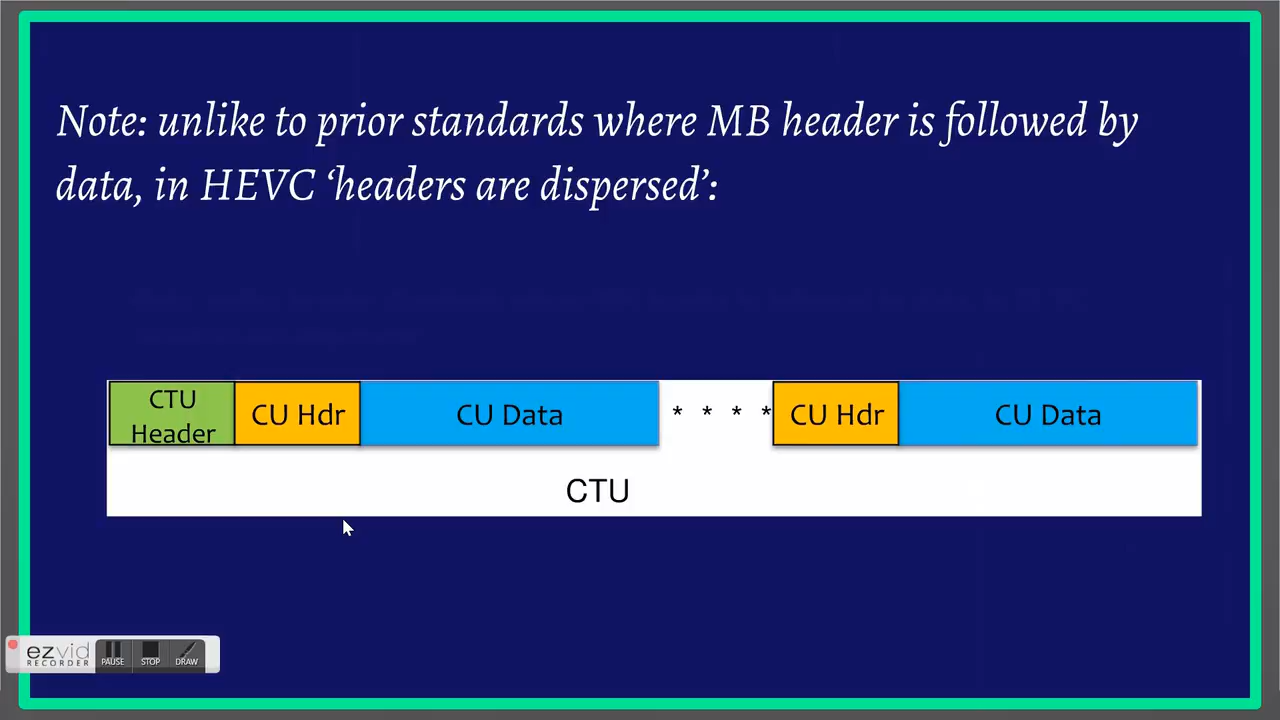 Note: unlike to prior standards where MB header is followed by
data, in HEVC ‘headers are dispersed’:
CTU
Header
CU Hdr
CU Data
* * * *
CU Hdr
CU Data
CTU
ezvid
RECORDER
PAUSE
STOP
DRAW